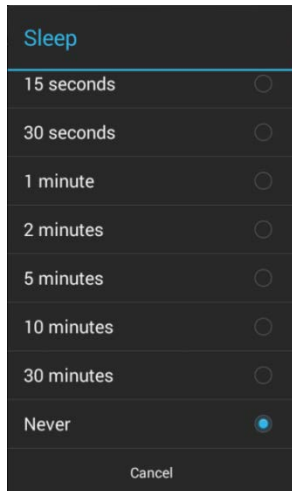 Sleep
15 seconds
30 seconds
1 minute
2 minutes
5 minutes
10 minutes
30 minutes
Never
Cancel